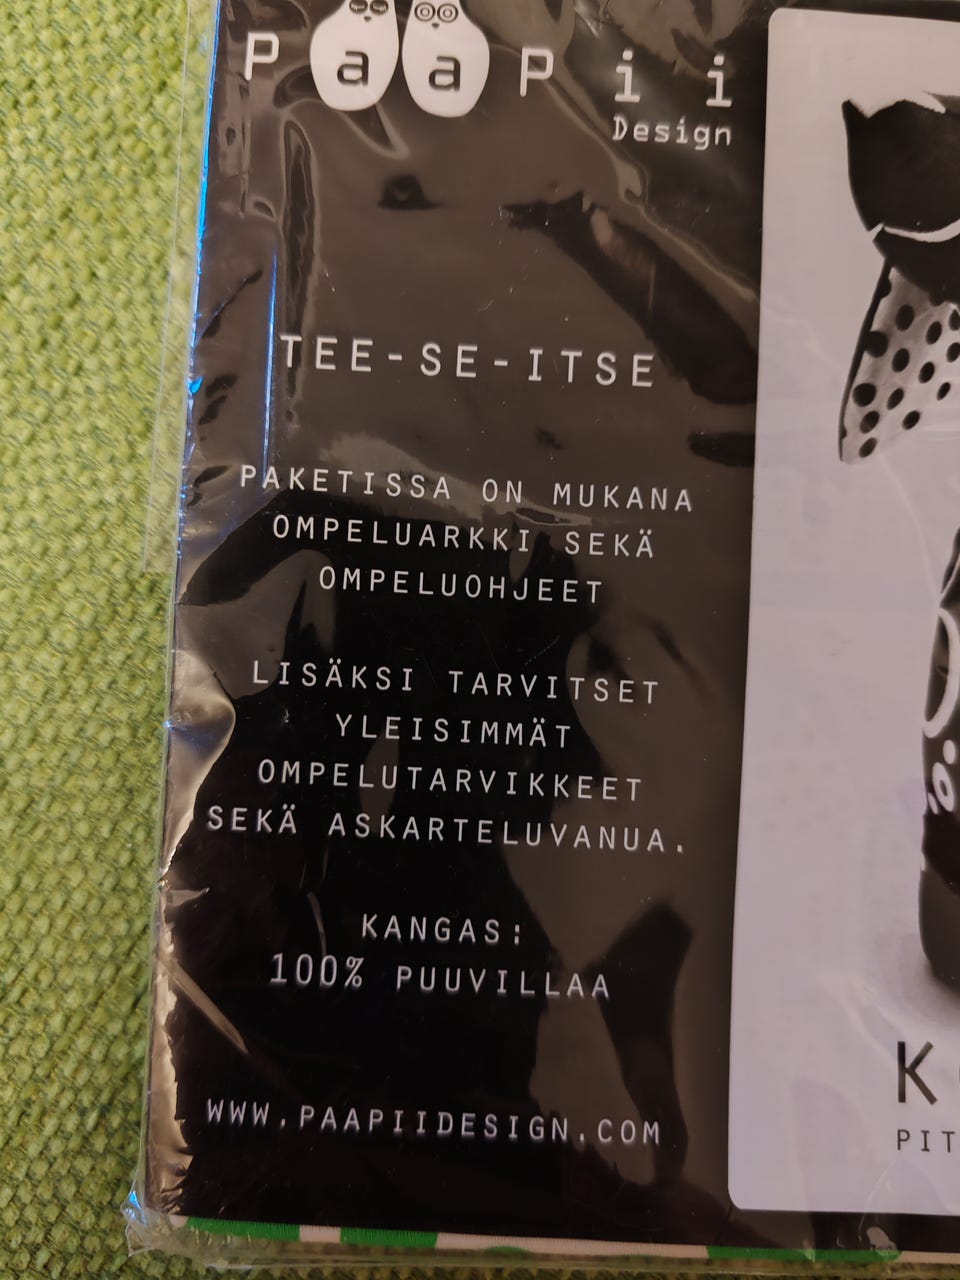 PaaPii
Design
TEE-SE-ITSE
PAKETISSA ON MUKANA
OMPELUARKKI SEKÄ
OMPELUOHJEET
LISÄKSI TARVITSET
YLEISIMMÄT
OMPELUTARVIKKEET
SEKÄ ASKARTELUVANUA.
KANGAS:
100% PUUVILLAA
WWW.PAAPIIDESIGN.COM